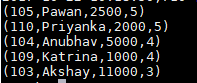 (105,Pawan,2500,5)
(110,Priyanka,2000,5)
(104,Anubhav,5000,4)
(109,Katrina,1000,4)
(103,Akshay,11000,3)